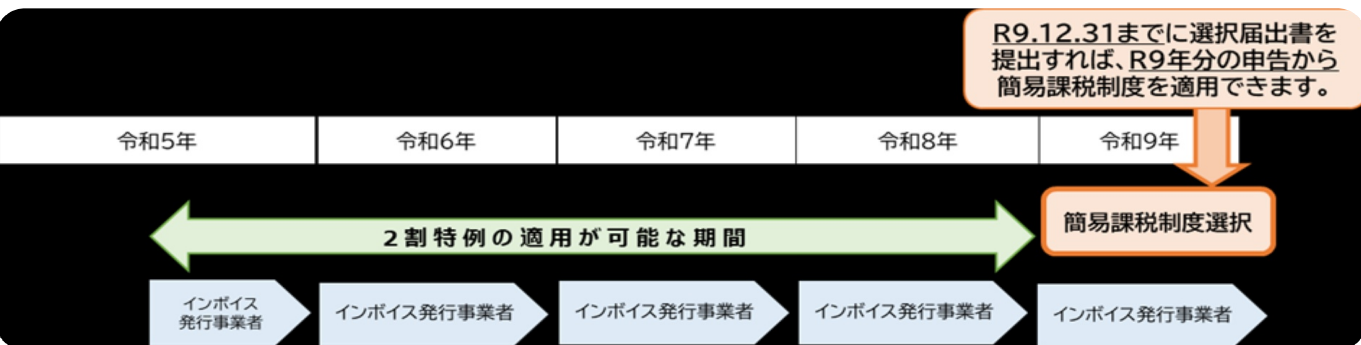 R9.12.31までに選択届出書を
提出すれば、R9年分の申告から
簡易課税制度を適用できます。
令和5年
令和6年
令和7年
令和8年
令和9年
簡易課税制度選択
2割特例の適用が可能な期間
インボイス
発行事業者
インボイス発行事業者
インボイス発行事業者
インボイス発行事業者
インボイス発行事業者